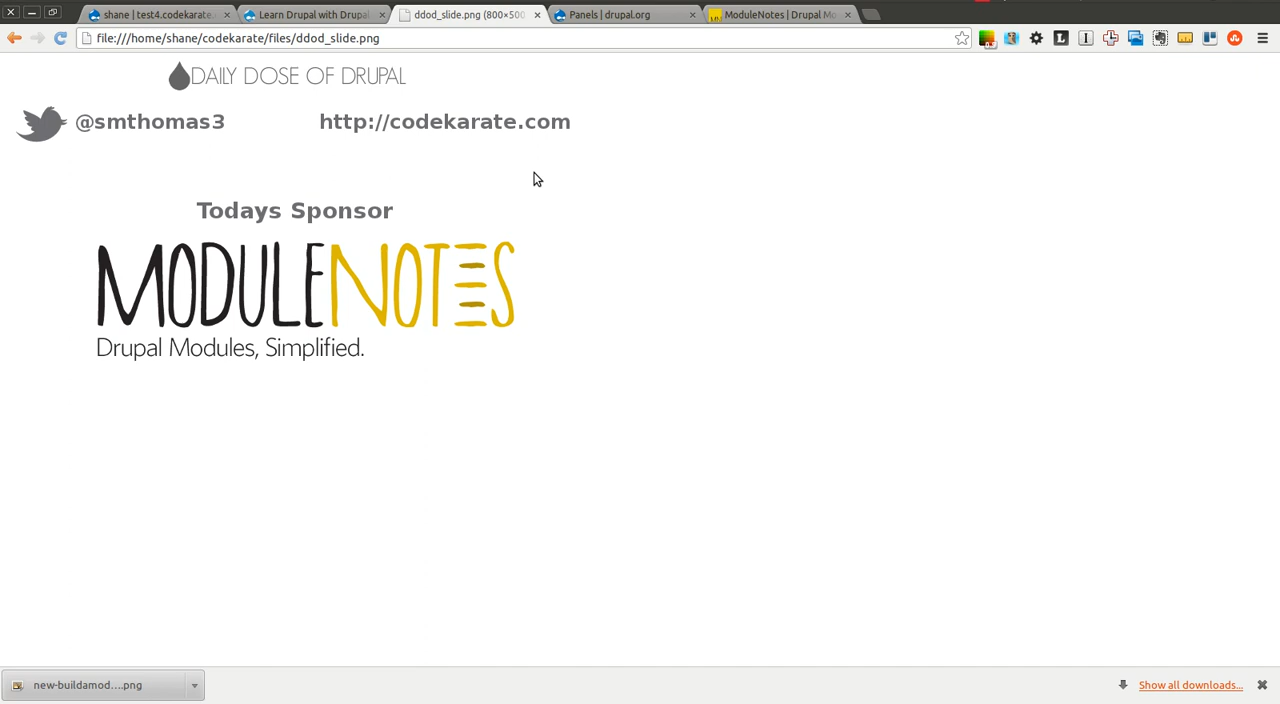 shane | test4.codekarate.
Learn Drupal with Drupal
ddod_slide.png (800×500
Panels | drupal.org
ModuleNotes | Drupal Mo
file:///home/shane/codekarate/files/ddod_slide.png
DAILY DOSE OF DRUPAL
@smthomas3
http://codekarate.com
Todays Sponsor
MODULENOTES
Drupal Modules, Simplified.
new-buildamod....png
Show all downloads...